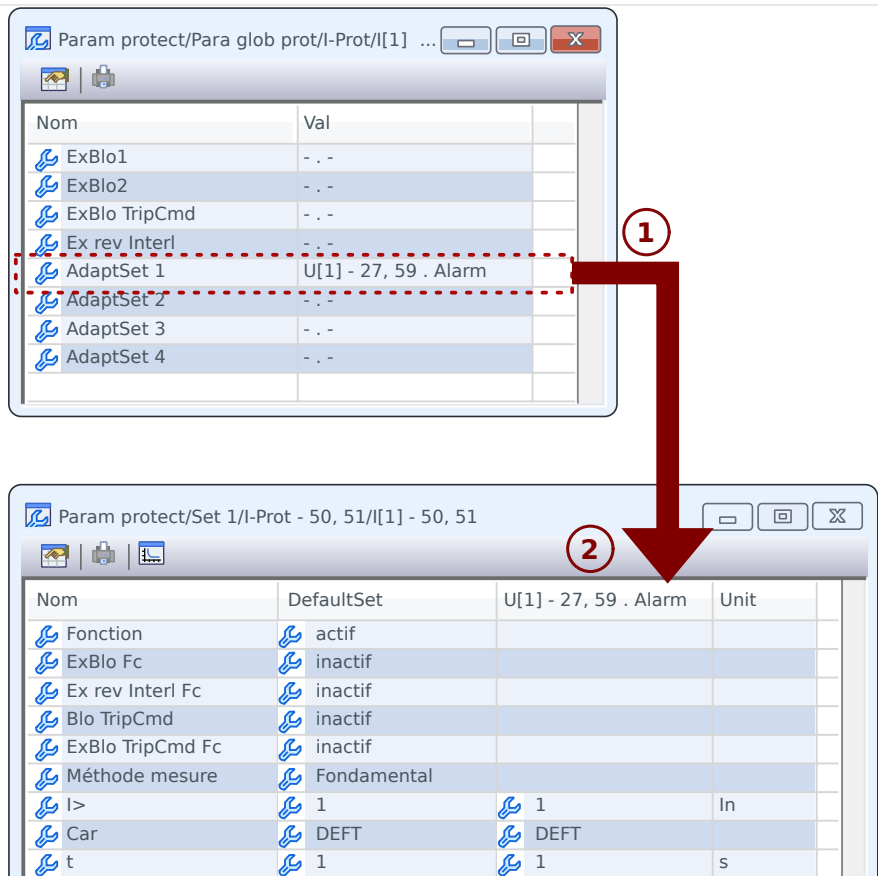 Param protect/Para glob prot/I-Prot/I[1] ...
Nom Val
ExBlo1 - . -
ExBlo2 - . -
ExBlo TripCmd - . -
Ex rev Interl - . -
AdaptSet 1 U[1] - 27, 59 . Alarm
AdaptSet 2 - . -
AdaptSet 3 - . -
AdaptSet 4 - . -
1
Param protect/Set 1/I-Prot - 50, 51/I[1] - 50, 51
2
Nom DefaultSet U[1] - 27, 59 . Alarm Unit
Fonction actif
ExBlo Fc inactif
Ex rev Interl Fc inactif
Blo TripCmd inactif
ExBlo TripCmd Fc inactif
Méthode mesure Fondamental
I> 1 1 In
Car DEFT DEFT
t 1 1 s